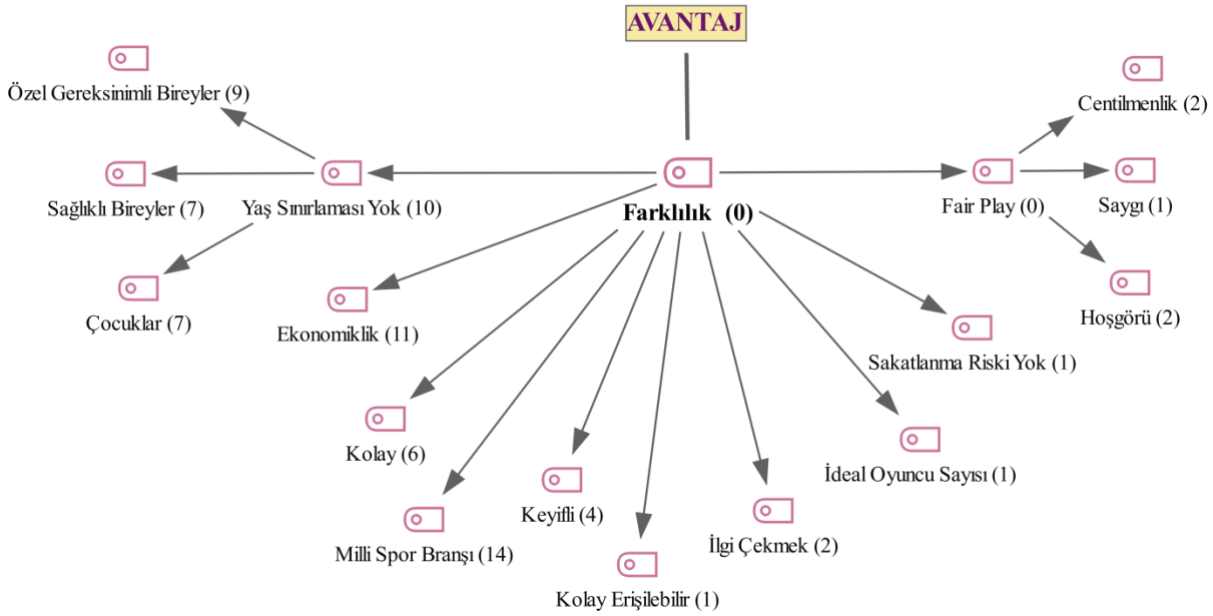 AVANTAJ
Özel Gereksinimli Bireyler (9)
Centilmenlik (2)
Sağlıklı Bireyler (7)
Yaş Sınırlaması Yok (10)
Farklılık (0)
Fair Play (0)
Saygı (1)
Çocuklar (7)
Ekonomiklik (11)
Hoşgörü (2)
Sakatlanma Riski Yok (1)
Kolay (6)
İdeal Oyuncu Sayısı (1)
Keyifli (4)
Milli Spor Branşı (14)
İlgi Çekmek (2)
Kolay Erişilebilir (1)